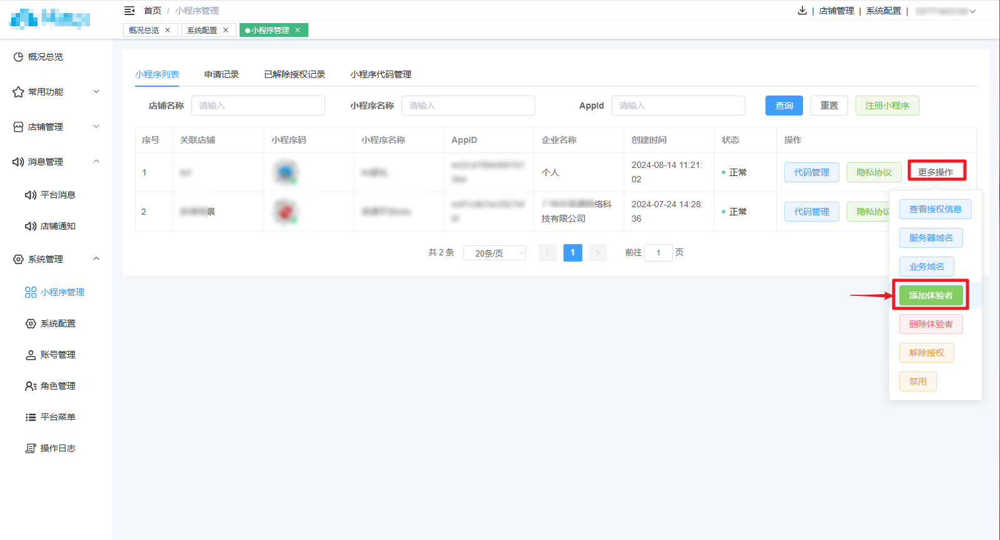 首页 / 小程序管理
| 店铺管理 | 系统配置 |
概况总览 × 系统配置 × 小程序管理 ×
概况总览
常用功能
店铺管理
消息管理
平台消息
店铺通知
系统管理
小程序管理
系统配置
账号管理
角色管理
平台菜单
操作日志
小程序列表 申请记录 已解除授权记录 小程序代码管理
店铺名称 请输入 小程序名称 请输入 AppId 请输入 查询 重置 注册小程序
序号 关联店铺 小程序码 小程序名称 AppID 企业名称 创建时间 状态 操作
1 个人 2024-08-14 11:21:
02 正常 代码管理 隐私协议 更多操作
2 景 络科
技有限公司 2024-07-24 14:28:
36 正常 代码管理 隐私协议
共 2 条 20条/页 1 前往 1 页
查看授权信息
服务器域名
业务域名
添加体验者
删除体验者
解除授权
禁用